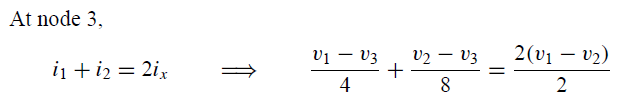 At node 3,
i₁ + i₂ = 2iₓ ⟹ (v₁ − v₃)/4 + (v₂ − v₃)/8 = 2(v₁ − v₂)/2